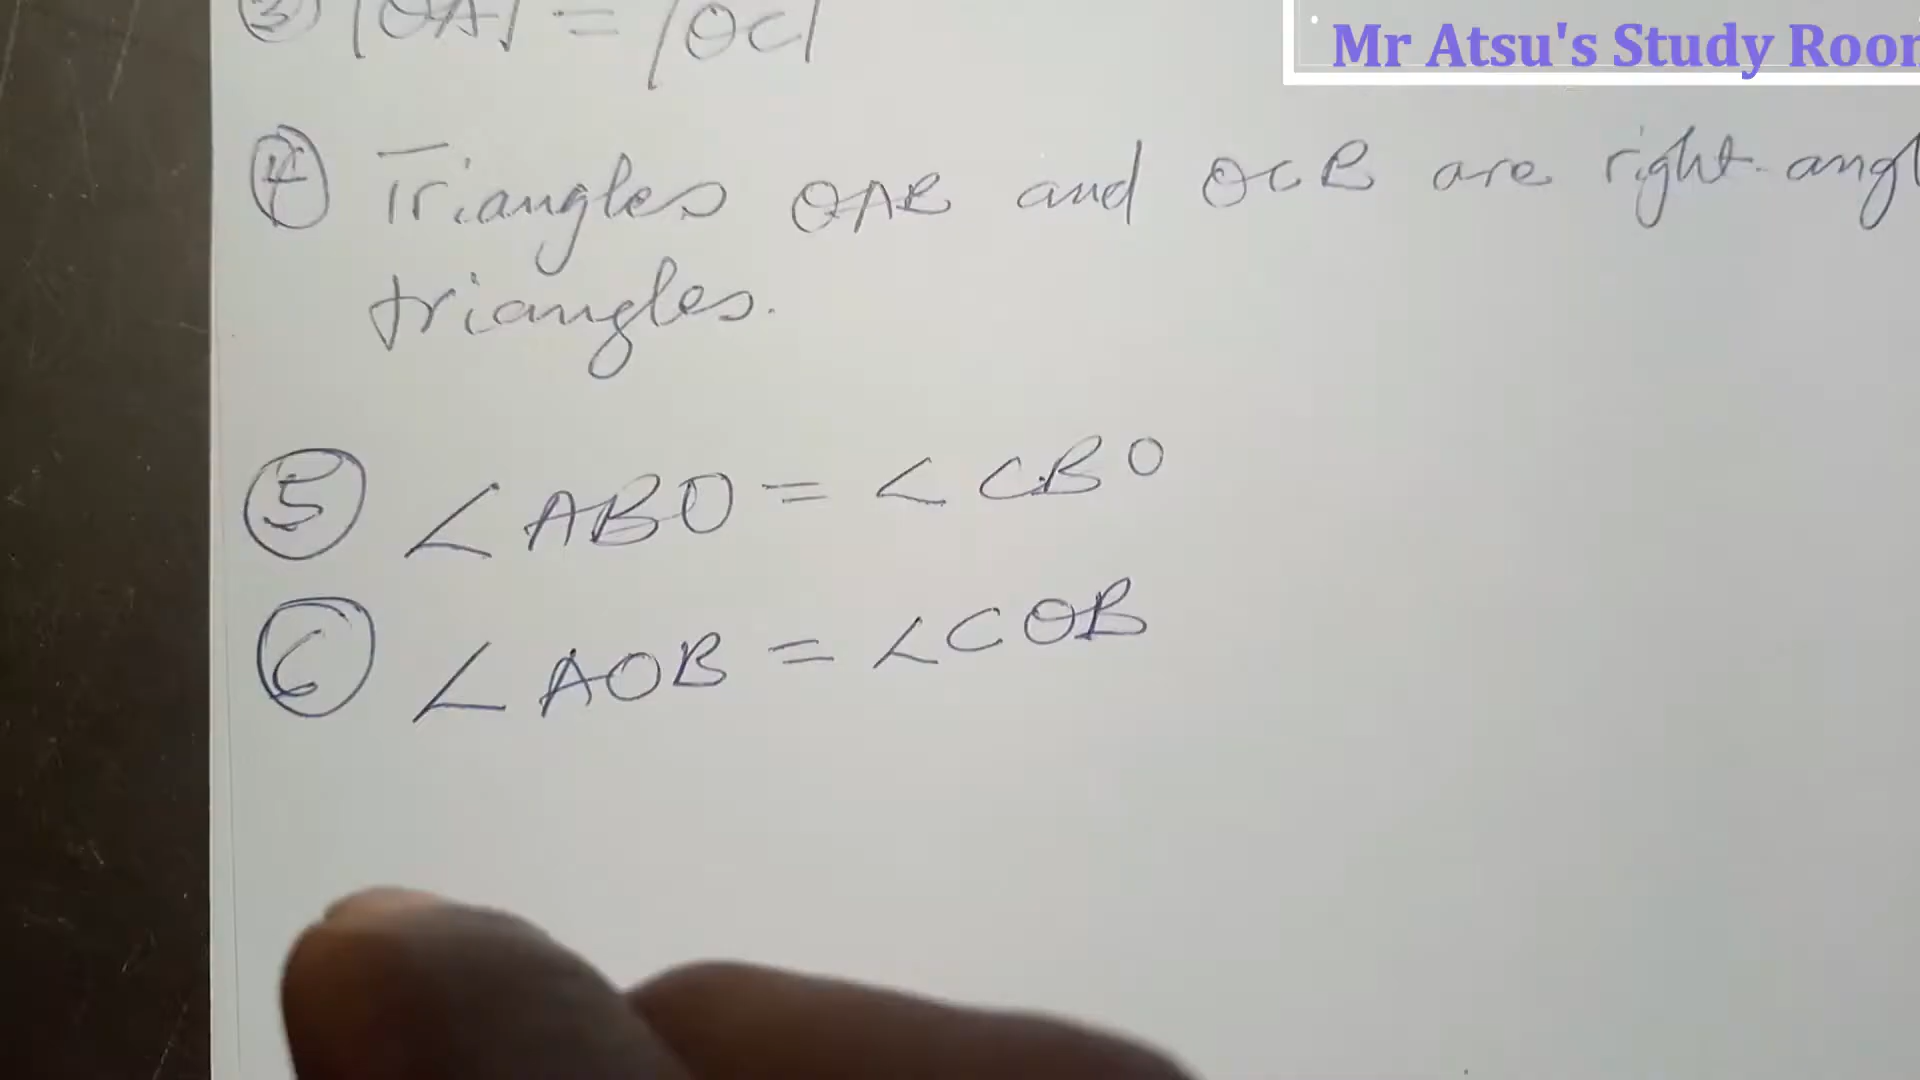 Mr Atsu's Study Roo
③ |OA| = |OC|
④ Triangles OAB and OCB are right-angl
triangles.
⑤ ∠ABO = ∠CBO
⑥ ∠AOB = ∠COB